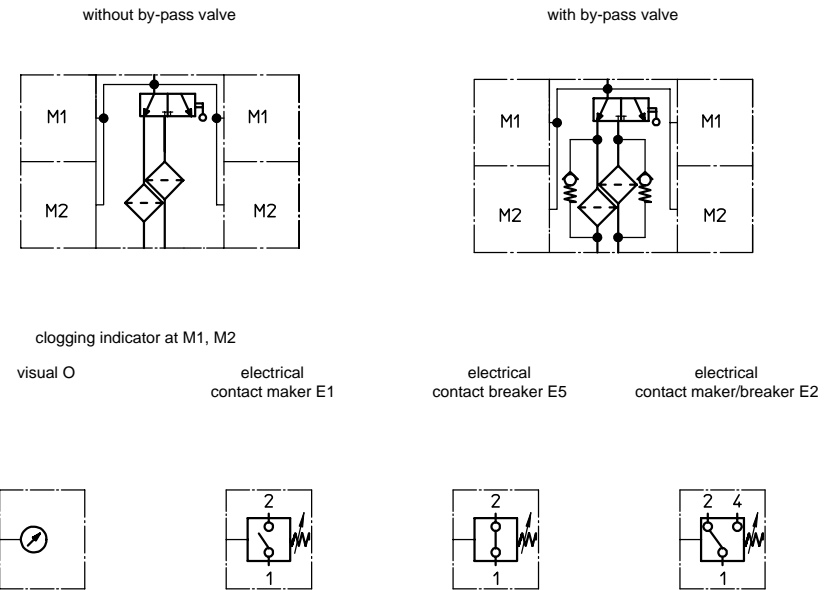 without by-pass valve
with by-pass valve
M1
M1
M2
M2
M1
M1
M2
M2
clogging indicator at M1, M2
visual O
electrical
contact maker E1
electrical
contact breaker E5
electrical
contact maker/breaker E2
2
1
2
1
2 4
1